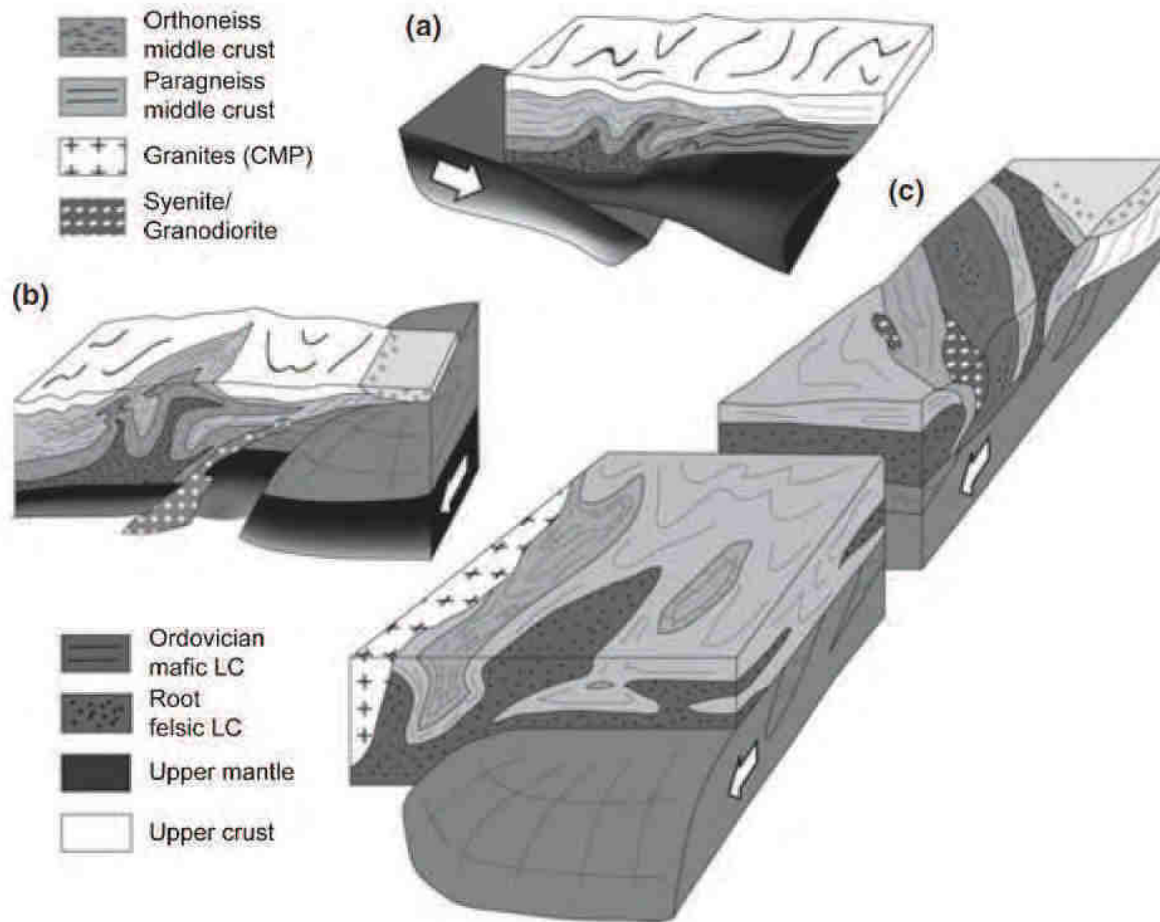 Orthoneiss
middle crust
Paragneiss
middle crust
Granites (CMP)
Syenite/
Granodiorite
(a)
(b)
(c)
Ordovician
mafic LC
Root
felsic LC
Upper mantle
Upper crust